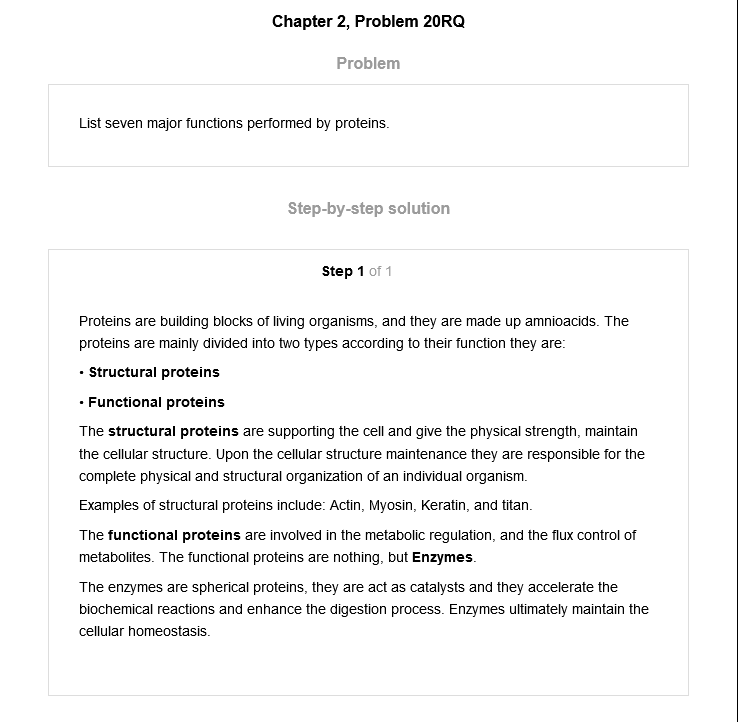 Chapter 2, Problem 20RQ
Problem
List seven major functions performed by proteins.
Step-by-step solution
Step 1 of 1
Proteins are building blocks of living organisms, and they are made up amnioacids. The
proteins are mainly divided into two types according to their function they are:
• Structural proteins
• Functional proteins
The structural proteins are supporting the cell and give the physical strength, maintain
the cellular structure. Upon the cellular structure maintenance they are responsible for the
complete physical and structural organization of an individual organism.
Examples of structural proteins include: Actin, Myosin, Keratin, and titan.
The functional proteins are involved in the metabolic regulation, and the flux control of
metabolites. The functional proteins are nothing, but Enzymes.
The enzymes are spherical proteins, they are act as catalysts and they accelerate the
biochemical reactions and enhance the digestion process. Enzymes ultimately maintain the
cellular homeostasis.